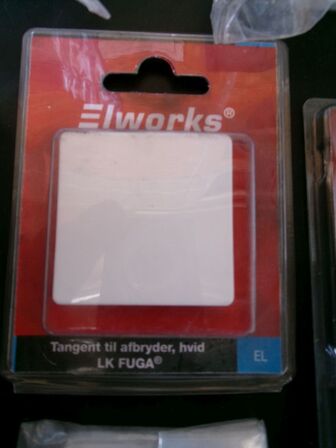 Elworks®
Tangent til afbryder, hvid
LK FUGA®
EL